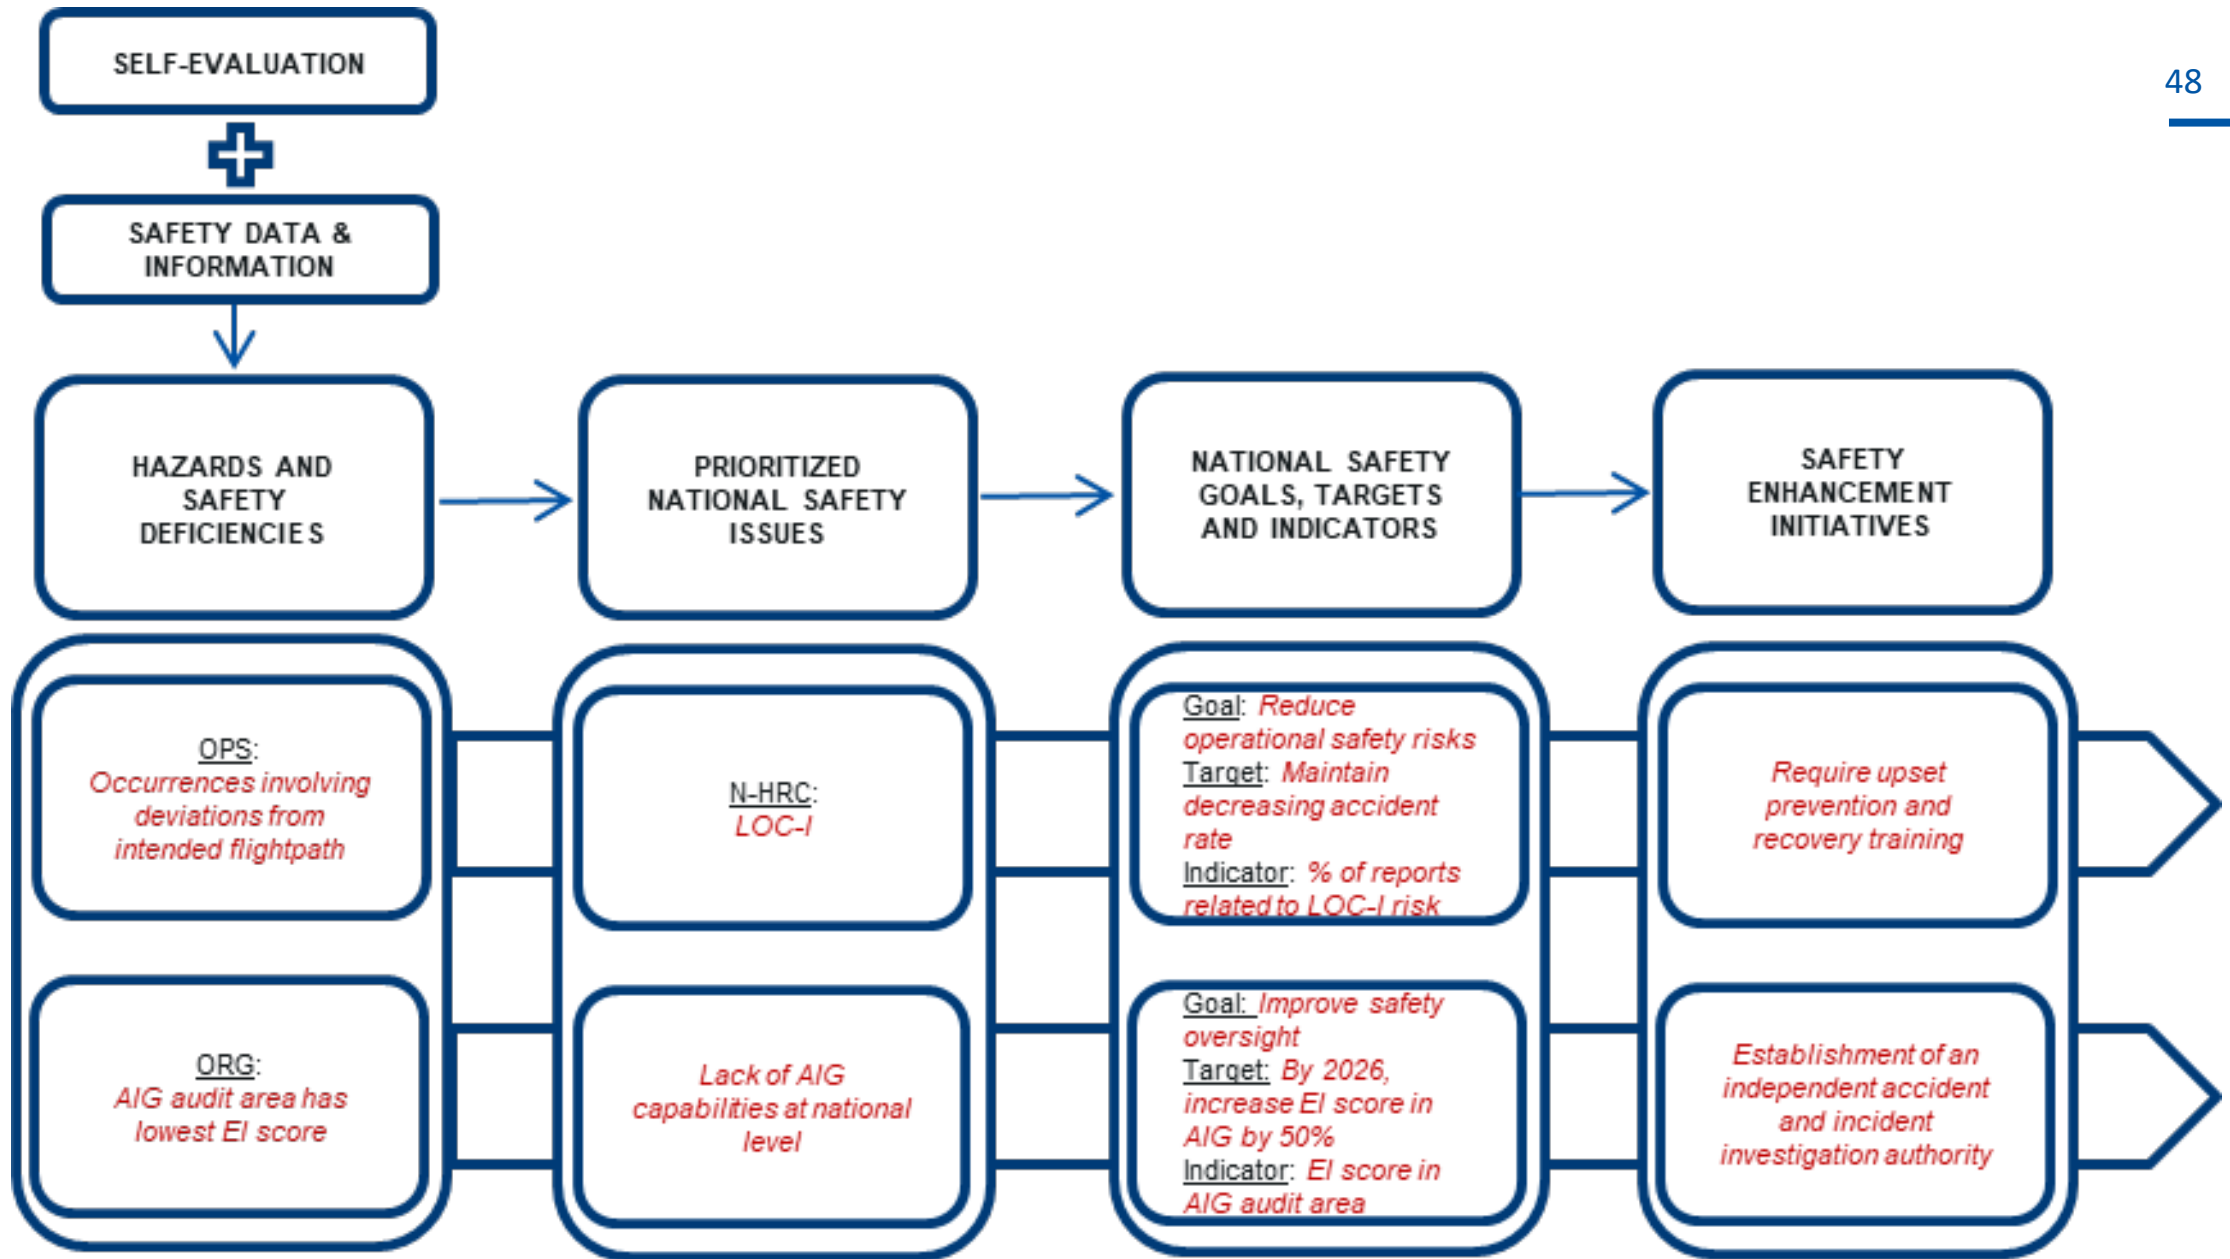 SELF-EVALUATION
48
SAFETY DATA &
INFORMATION
HAZARDS AND
SAFETY
DEFICIENCIES
PRIORITIZED
NATIONAL SAFETY
ISSUES
NATIONAL SAFETY
GOALS, TARGETS
AND INDICATORS
SAFETY
ENHANCEMENT
INITIATIVES
OPS:
Occurrences involving
deviations from
intended flightpath
N-HRC:
LOC-I
Goal: Reduce
operational safety risks
Target: Maintain
decreasing accident
rate
Indicator: % of reports
related to LOC-I risk
Require upset
prevention and
recovery training
ORG:
AIG audit area has
lowest EI score
Lack of AIG
capabilities at national
level
Goal: Improve safety
oversight
Target: By 2026,
increase EI score in
AIG by 50%
Indicator: EI score in
AIG audit area
Establishment of an
independent accident
and incident
investigation authority